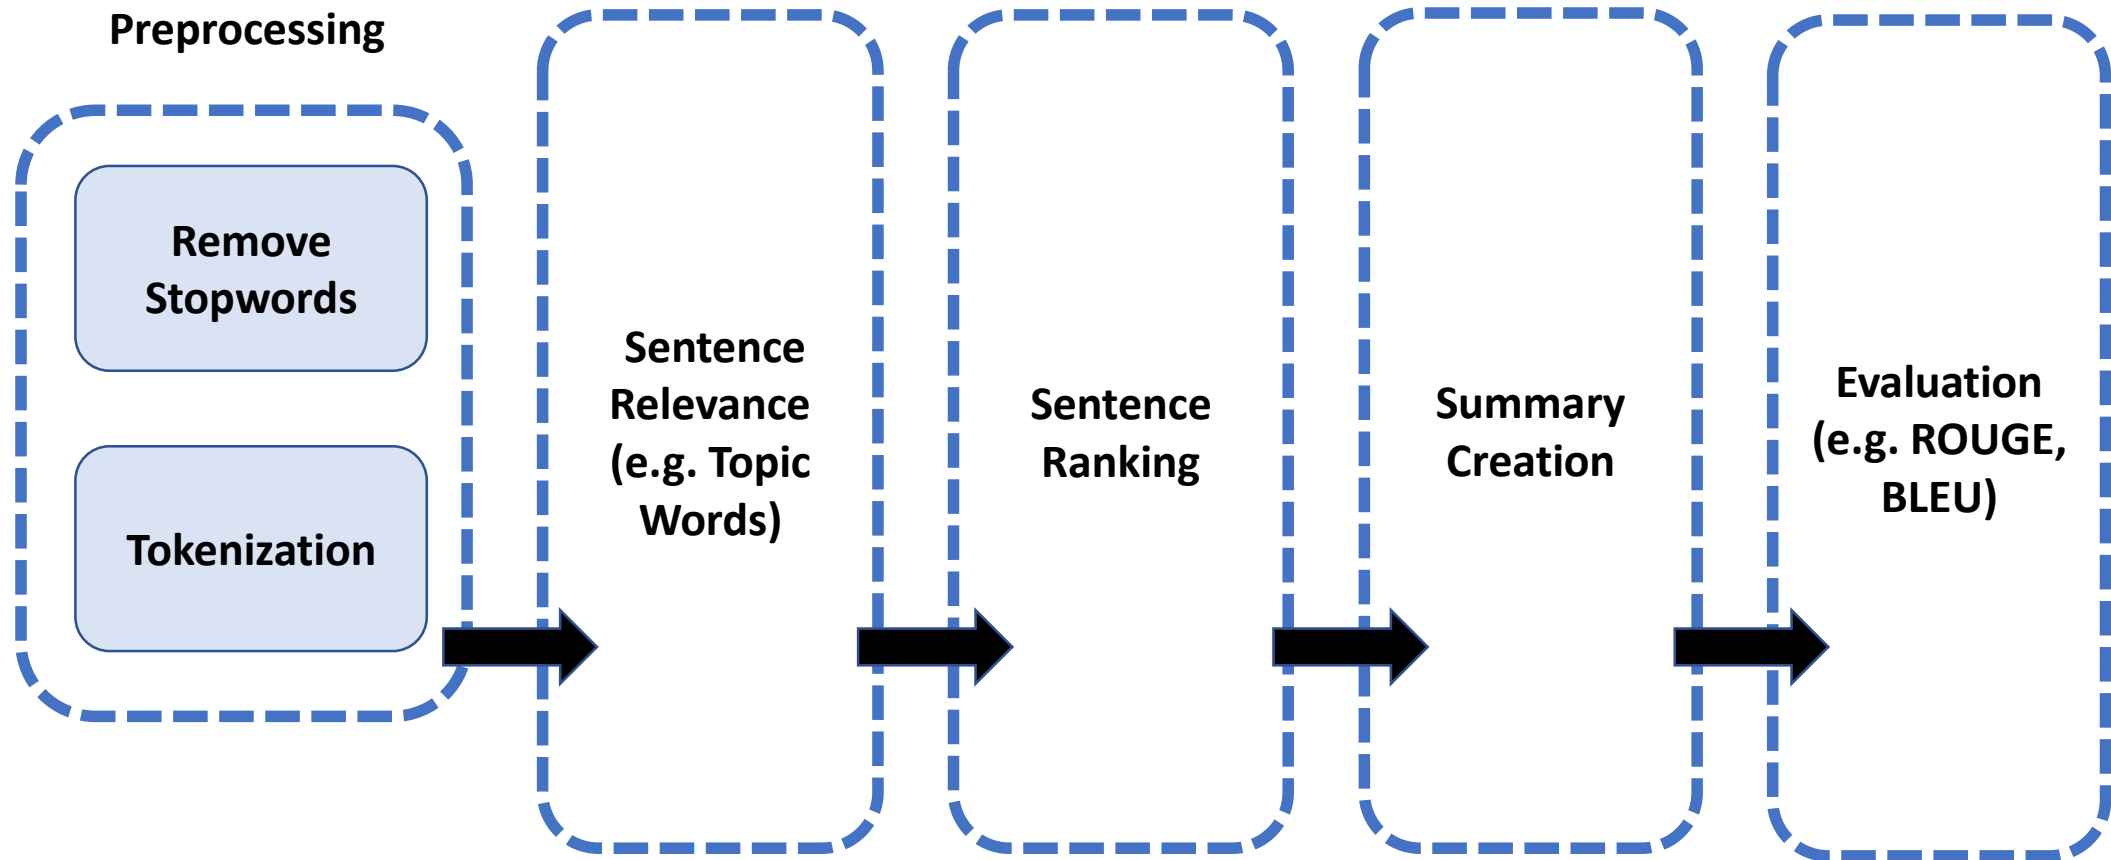 Preprocessing
Remove
Stopwords
Tokenization
Sentence
Relevance
(e.g. Topic
Words)
Sentence
Ranking
Summary
Creation
Evaluation
(e.g. ROUGE,
BLEU)